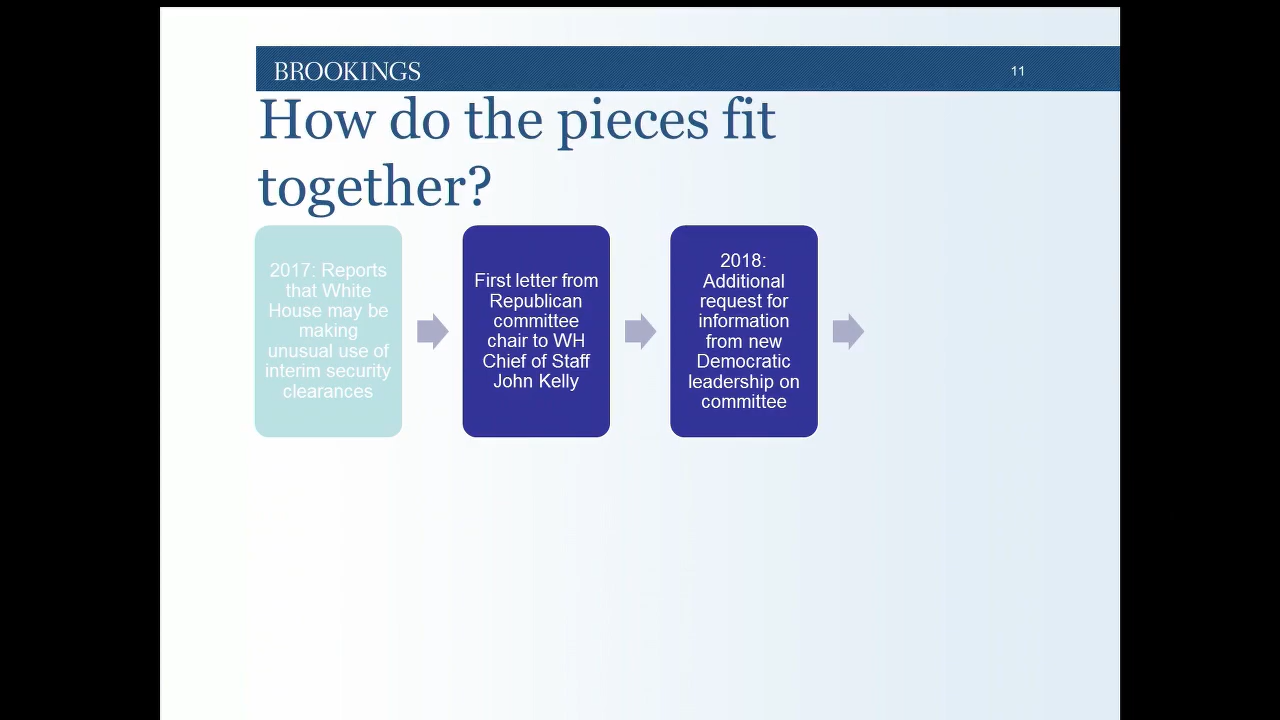 BROOKINGS
11
How do the pieces fit
together?
2017: Reports
that White
House may be
making
unusual use of
interim security
clearances
First letter from
Republican
committee
chair to WH
Chief of Staff
John Kelly
2018:
Additional
request for
information
from new
Democratic
leadership on
committee